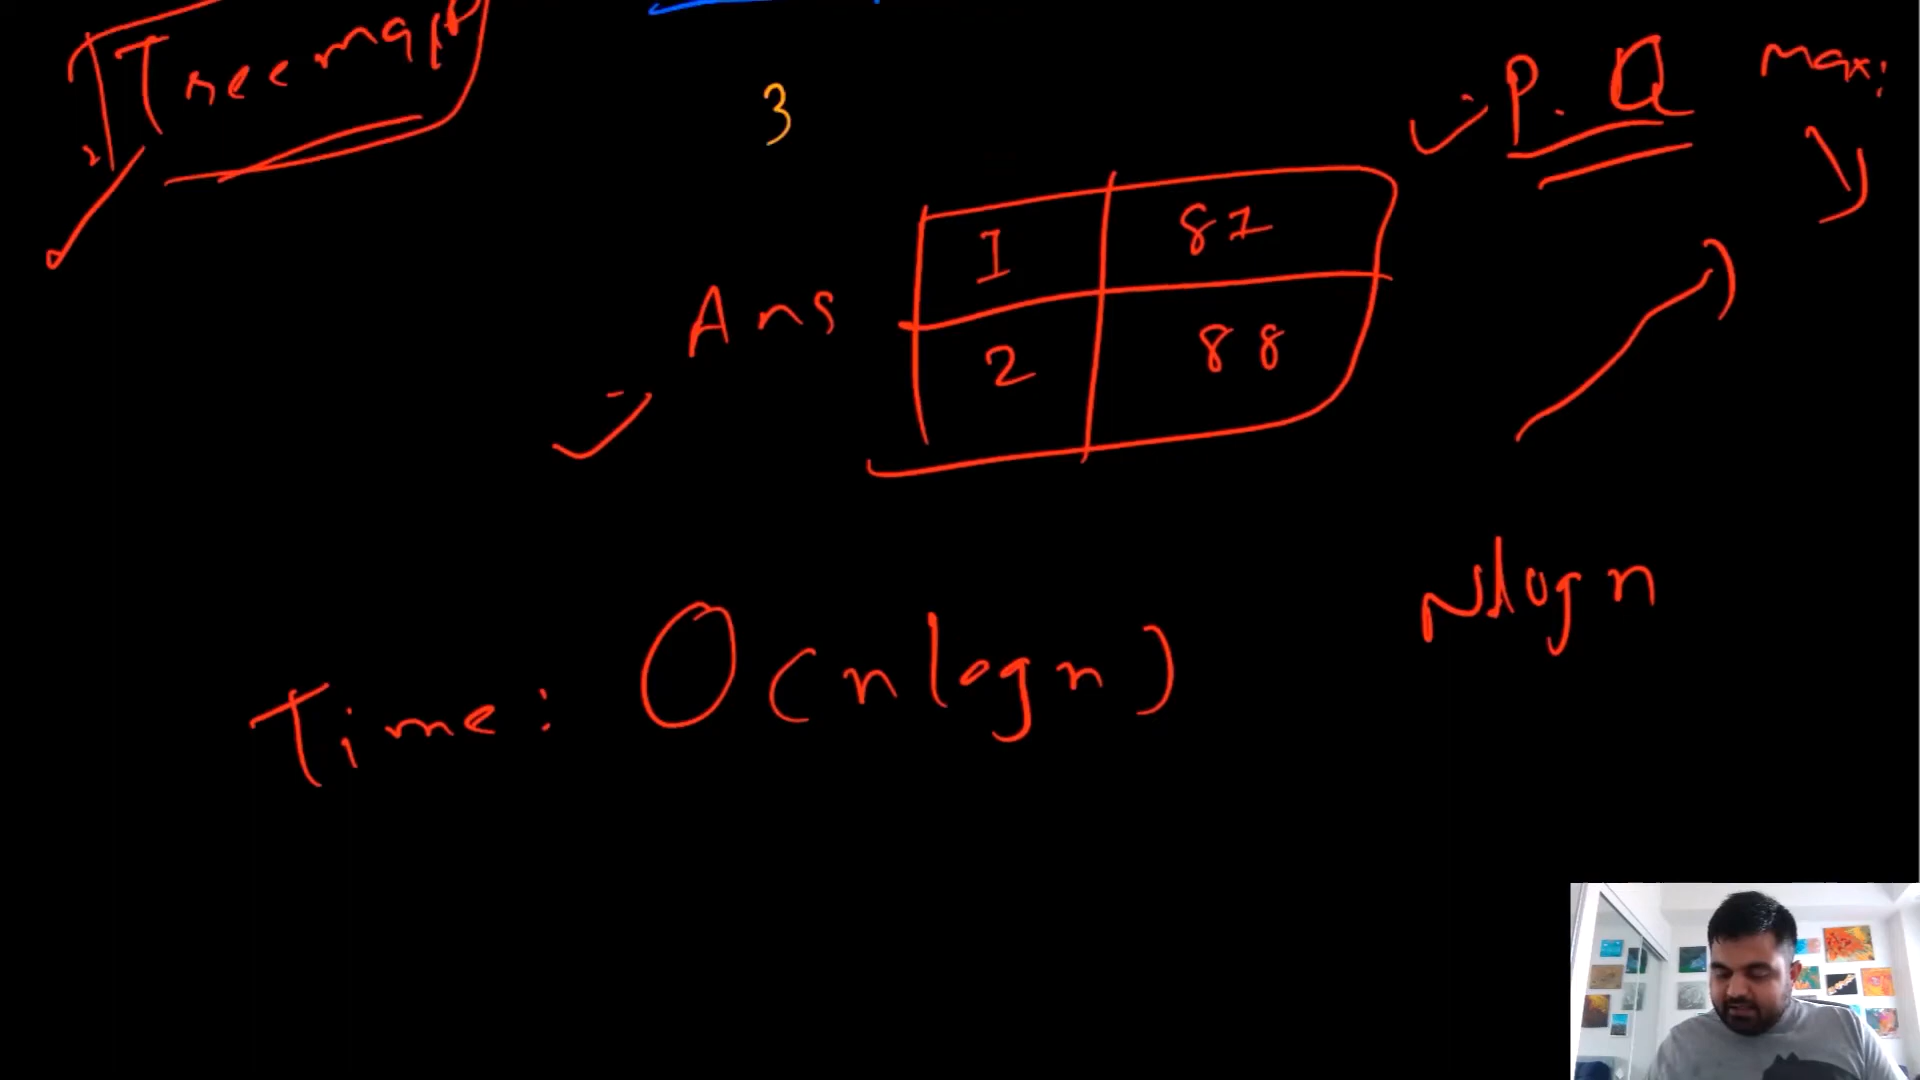 Treemap
P.Q Max:
3
1 87
Ans
2 88
Nlogn
Time: O(nlogn)